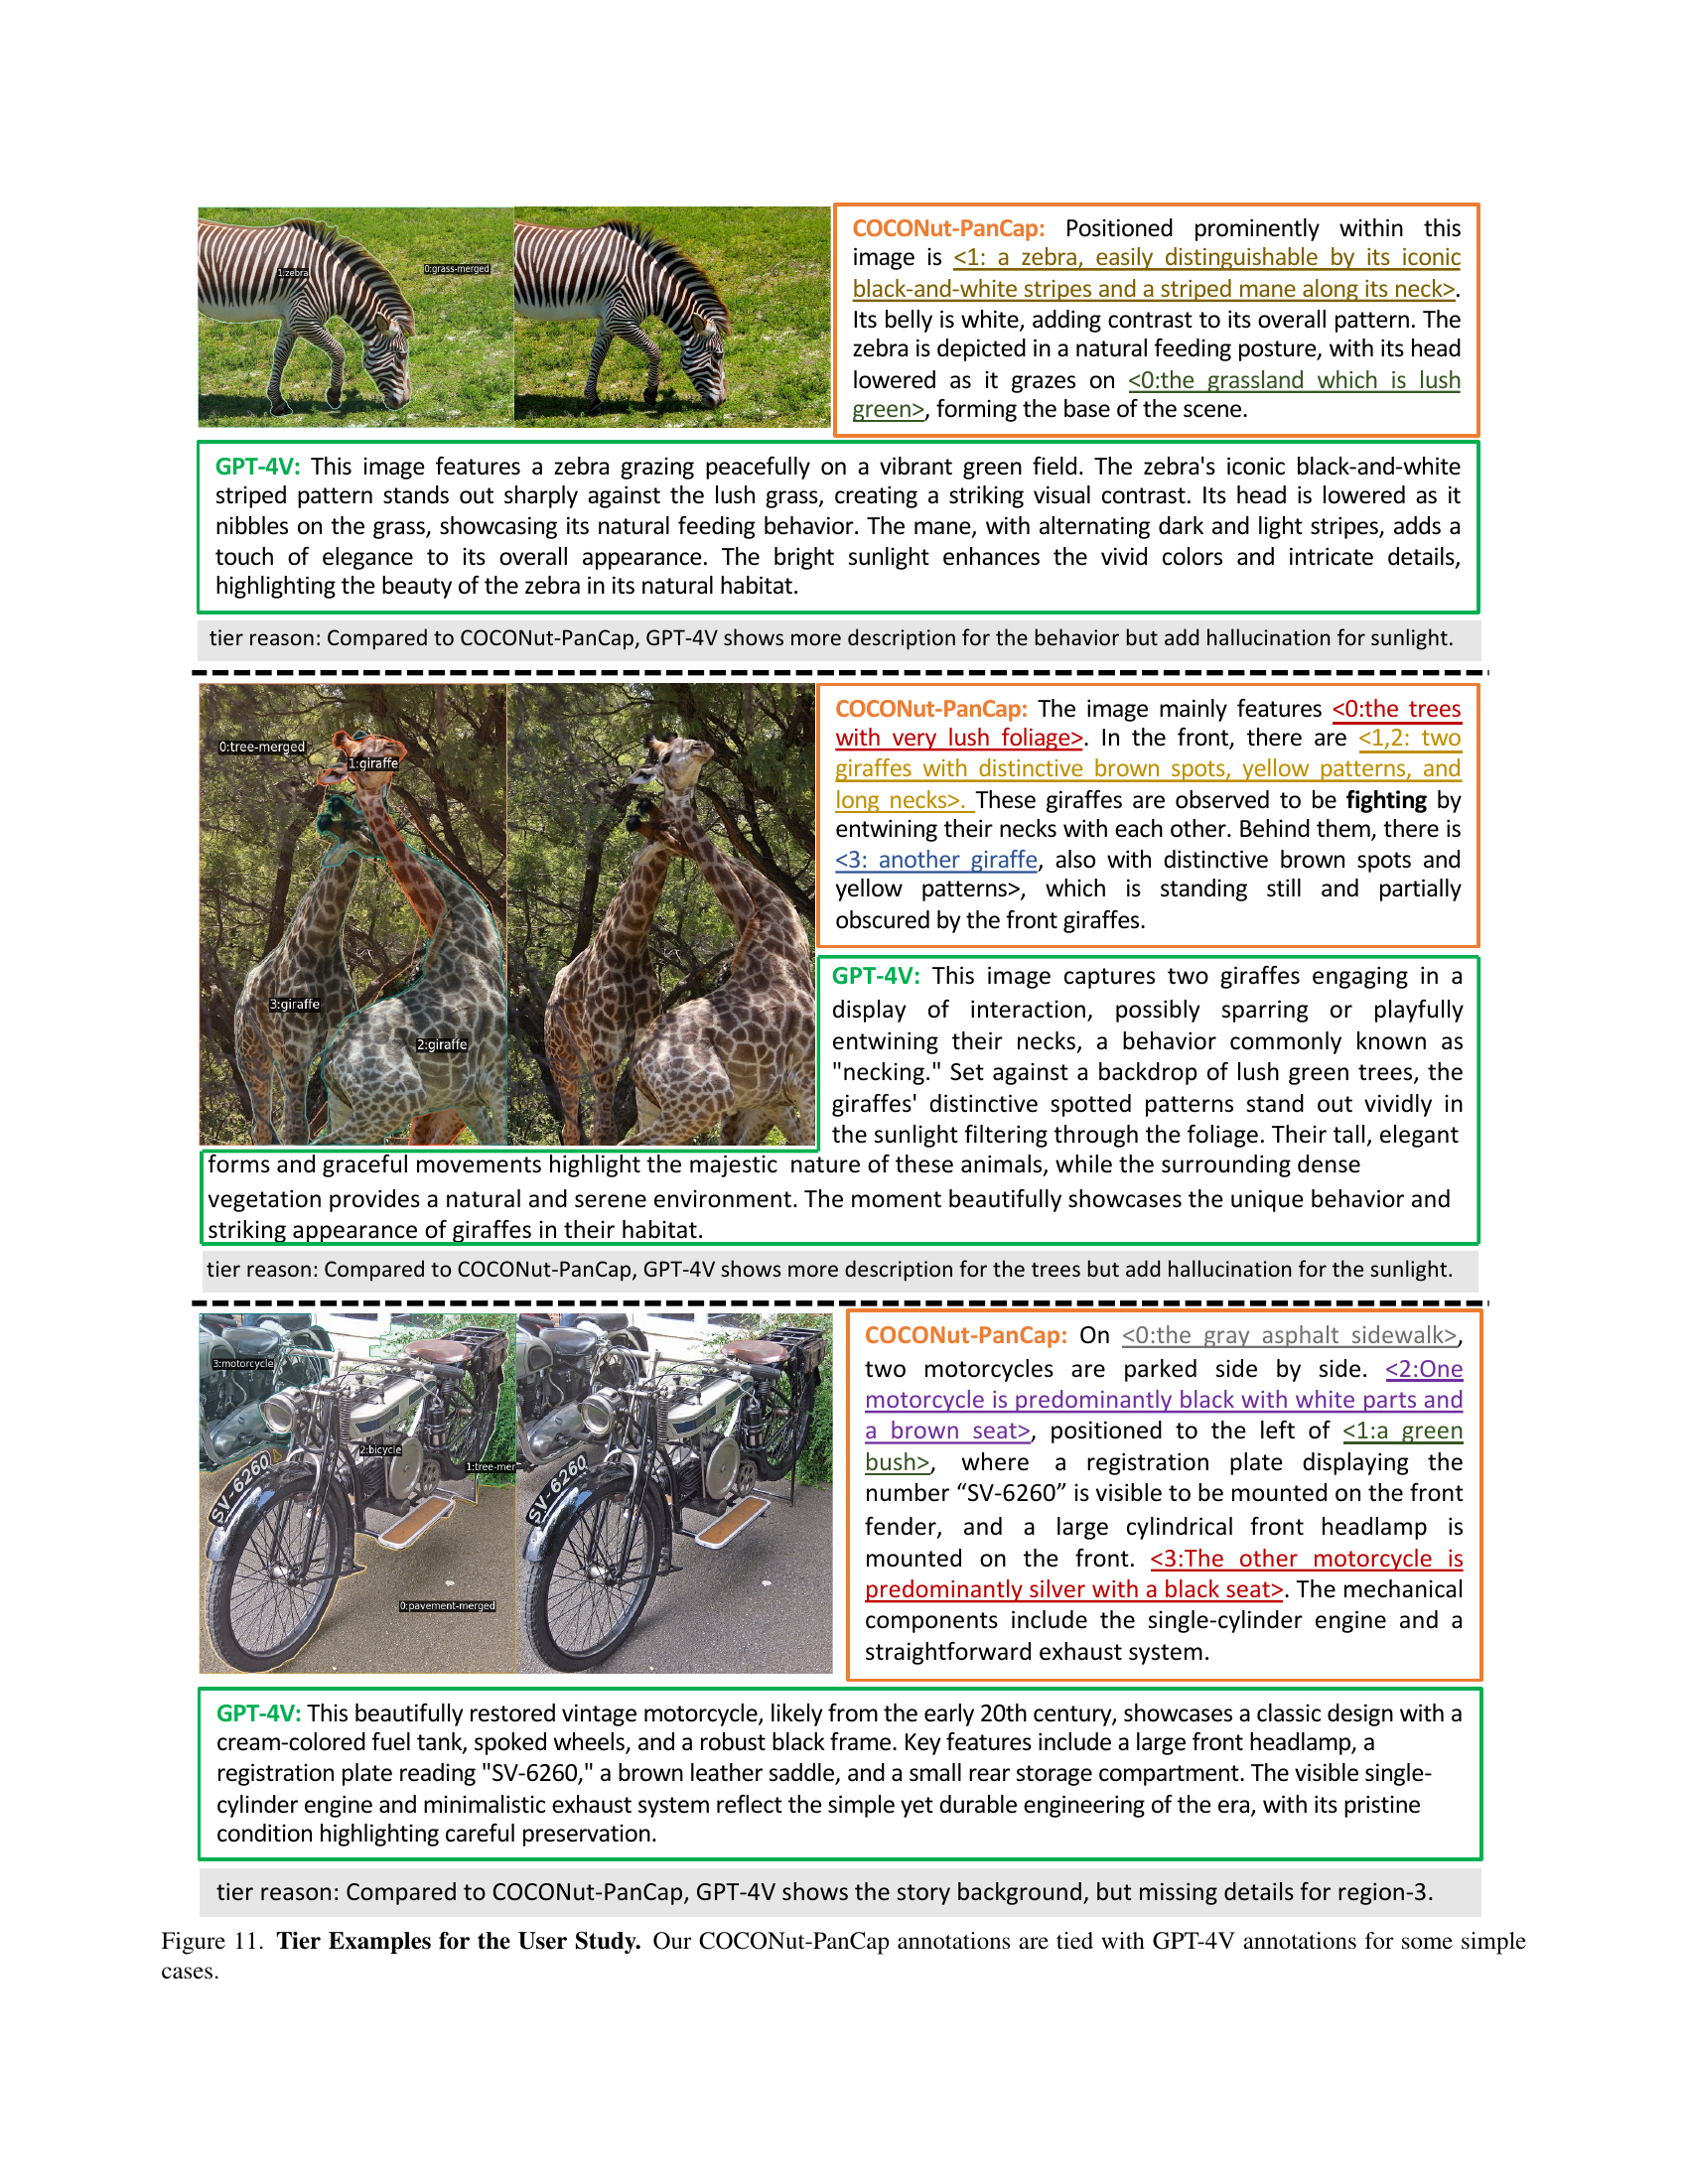 1:zebra
0:grass-merged
COCONut-PanCap: Positioned prominently within this
image is <1: a zebra, easily distinguishable by its iconic
black-and-white stripes and a striped mane along its neck>.
Its belly is white, adding contrast to its overall pattern. The
zebra is depicted in a natural feeding posture, with its head
lowered as it grazes on <0:the grassland which is lush
green>, forming the base of the scene.
GPT-4V: This image features a zebra grazing peacefully on a vibrant green field. The zebra's iconic black-and-white
striped pattern stands out sharply against the lush grass, creating a striking visual contrast. Its head is lowered as it
nibbles on the grass, showcasing its natural feeding behavior. The mane, with alternating dark and light stripes, adds a
touch of elegance to its overall appearance. The bright sunlight enhances the vivid colors and intricate details,
highlighting the beauty of the zebra in its natural habitat.
tier reason: Compared to COCONut-PanCap, GPT-4V shows more description for the behavior but add hallucination for sunlight.
0:tree-merged
1:giraffe
3:giraffe
2:giraffe
COCONut-PanCap: The image mainly features <0:the trees
with very lush foliage>. In the front, there are <1,2: two
giraffes with distinctive brown spots, yellow patterns, and
long necks>. These giraffes are observed to be fighting by
entwining their necks with each other. Behind them, there is
<3: another giraffe, also with distinctive brown spots and
yellow patterns>, which is standing still and partially
obscured by the front giraffes.
GPT-4V: This image captures two giraffes engaging in a
display of interaction, possibly sparring or playfully
entwining their necks, a behavior commonly known as
"necking." Set against a backdrop of lush green trees, the
giraffes' distinctive spotted patterns stand out vividly in
the sunlight filtering through the foliage. Their tall, elegant
forms and graceful movements highlight the majestic nature of these animals, while the surrounding dense
vegetation provides a natural and serene environment. The moment beautifully showcases the unique behavior and
striking appearance of giraffes in their habitat.
tier reason: Compared to COCONut-PanCap, GPT-4V shows more description for the trees but add hallucination for the sunlight.
3:motorcycle
2:bicycle
1:tree-mer
SV-6260
SV-6260
0:pavement-merged
COCONut-PanCap: On <0:the gray asphalt sidewalk>,
two motorcycles are parked side by side. <2:One
motorcycle is predominantly black with white parts and
a brown seat>, positioned to the left of <1:a green
bush>, where a registration plate displaying the
number “SV-6260” is visible to be mounted on the front
fender, and a large cylindrical front headlamp is
mounted on the front. <3:The other motorcycle is
predominantly silver with a black seat>. The mechanical
components include the single-cylinder engine and a
straightforward exhaust system.
GPT-4V: This beautifully restored vintage motorcycle, likely from the early 20th century, showcases a classic design with a
cream-colored fuel tank, spoked wheels, and a robust black frame. Key features include a large front headlamp, a
registration plate reading "SV-6260," a brown leather saddle, and a small rear storage compartment. The visible single-
cylinder engine and minimalistic exhaust system reflect the simple yet durable engineering of the era, with its pristine
condition highlighting careful preservation.
tier reason: Compared to COCONut-PanCap, GPT-4V shows the story background, but missing details for region-3.
Figure 11. Tier Examples for the User Study. Our COCONut-PanCap annotations are tied with GPT-4V annotations for some simple
cases.